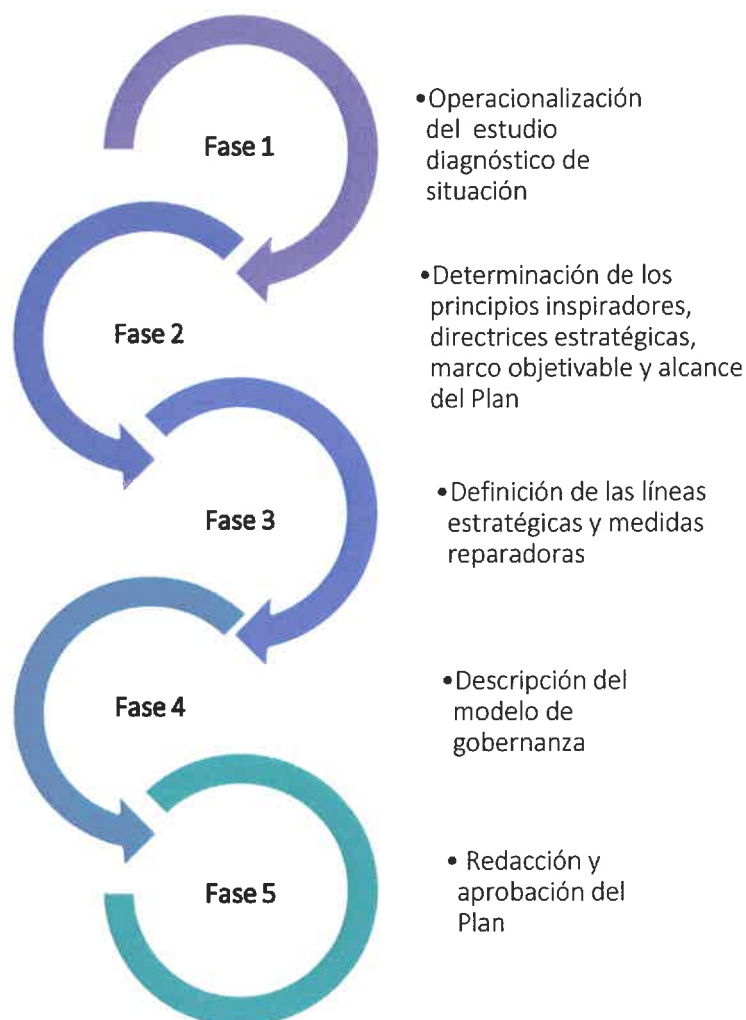 Fase 1
•Operacionalización
del estudio
diagnóstico de
situación
Fase 2
•Determinación de los
principios inspiradores,
directrices estratégicas,
marco objetivable y alcance
del Plan
Fase 3
•Definición de las líneas
estratégicas y medidas
reparadoras
Fase 4
•Descripción del
modelo de
gobernanza
Fase 5
• Redacción y
aprobación del
Plan